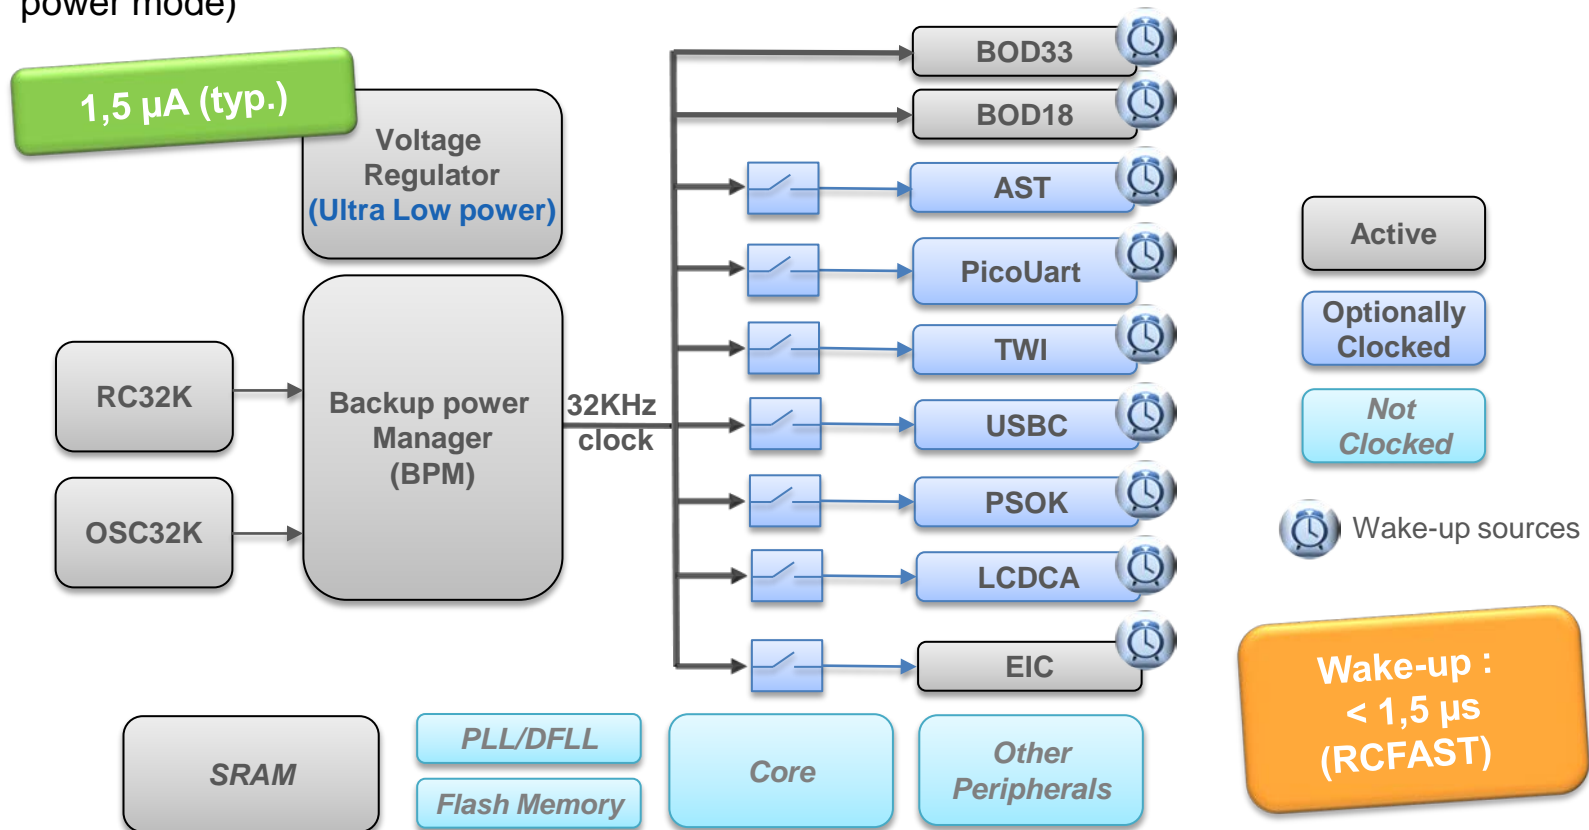 power mode)
1,5 µA (typ.)
Voltage
Regulator
(Ultra Low power)
RC32K
OSC32K
Backup power
Manager
(BPM)
32KHz
clock
BOD33
BOD18
AST
PicoUart
TWI
USBC
PSOK
LCDCA
EIC
Active
Optionally
Clocked
Not
Clocked
Wake-up sources
Wake-up :
< 1,5 µs
(RCFAST)
SRAM
PLL/DFLL
Flash Memory
Core
Other
Peripherals